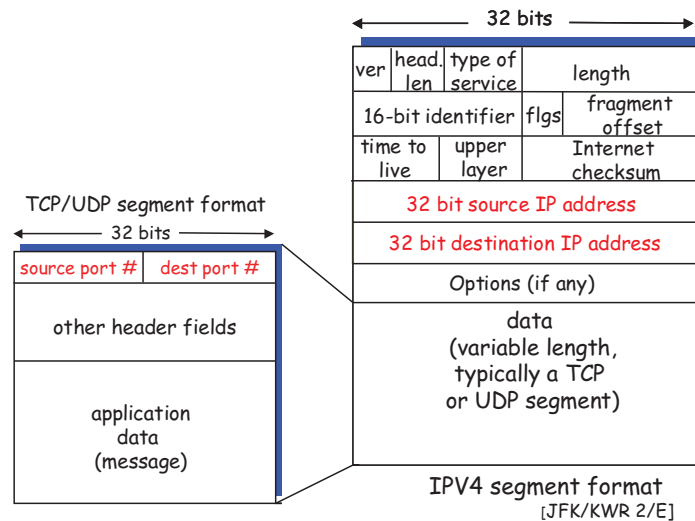 32 bits
ver
head.
len
type of
service
length
16-bit identifier
flgs
fragment
offset
time to
live
upper
layer
Internet
checksum
32 bit source IP address
32 bit destination IP address
Options (if any)
data
(variable length,
typically a TCP
or UDP segment)
IPV4 segment format
[JFK/KWR 2/E]
TCP/UDP segment format
32 bits
source port #
dest port #
other header fields
application
data
(message)